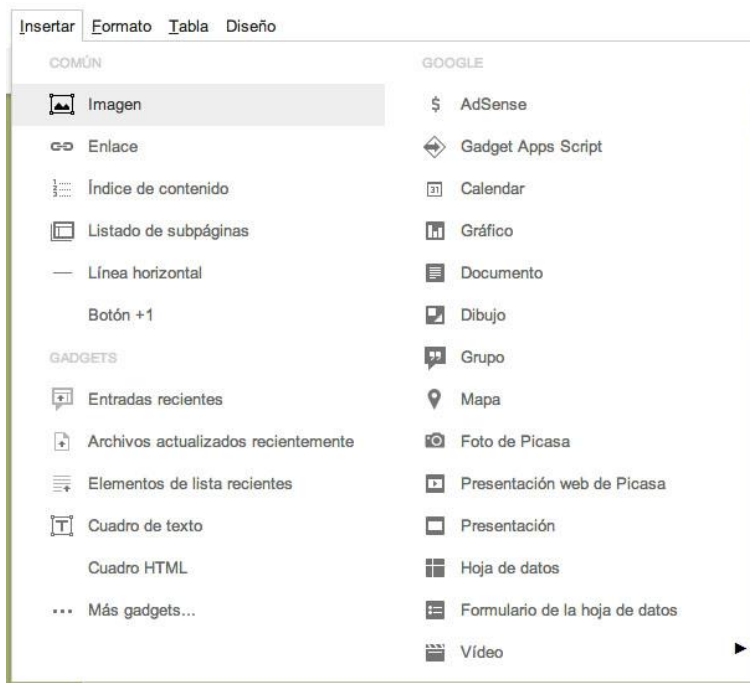 Insertar Formato Tabla Diseño
COMÚN
Imagen
Enlace
Índice de contenido
Listado de subpáginas
Línea horizontal
Botón +1
GADGETS
Entradas recientes
Archivos actualizados recientemente
Elementos de lista recientes
Cuadro de texto
Cuadro HTML
Más gadgets...
GOOGLE
AdSense
Gadget Apps Script
Calendar
Gráfico
Documento
Dibujo
Grupo
Mapa
Foto de Picasa
Presentación web de Picasa
Presentación
Hoja de datos
Formulario de la hoja de datos
Vídeo